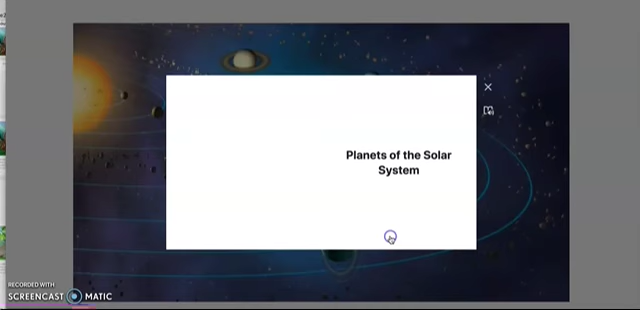 Planets of the Solar
System
RECORDED WITH
SCREENCAST MATIC